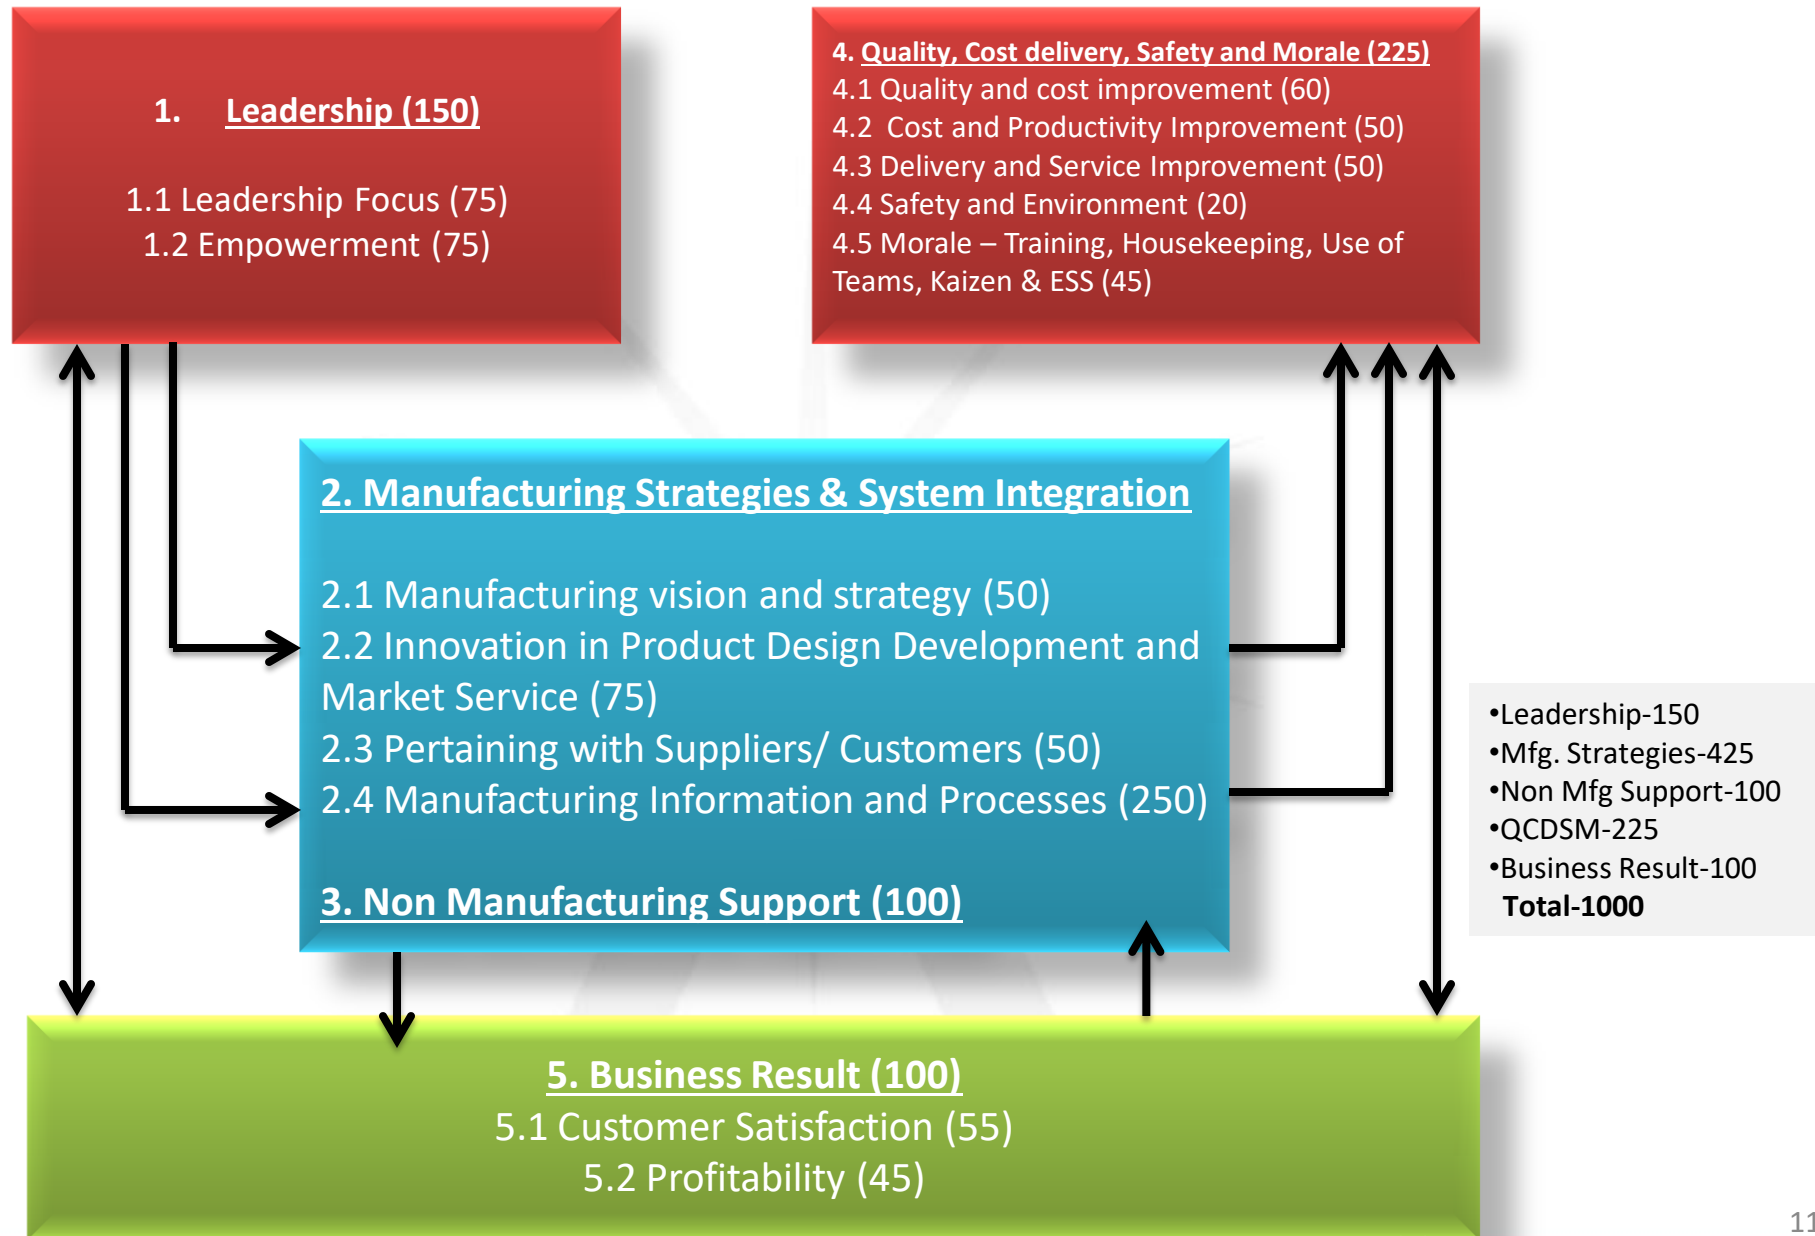 1. Leadership (150)
1.1 Leadership Focus (75)
1.2 Empowerment (75)
4. Quality, Cost delivery, Safety and Morale (225)
4.1 Quality and cost improvement (60)
4.2 Cost and Productivity Improvement (50)
4.3 Delivery and Service Improvement (50)
4.4 Safety and Environment (20)
4.5 Morale – Training, Housekeeping, Use of
Teams, Kaizen & ESS (45)
2. Manufacturing Strategies & System Integration
2.1 Manufacturing vision and strategy (50)
2.2 Innovation in Product Design Development and
Market Service (75)
2.3 Pertaining with Suppliers/ Customers (50)
2.4 Manufacturing Information and Processes (250)
3. Non Manufacturing Support (100)
•Leadership-150
•Mfg. Strategies-425
•Non Mfg Support-100
•QCDSM-225
•Business Result-100
Total-1000
5. Business Result (100)
5.1 Customer Satisfaction (55)
5.2 Profitability (45)
11